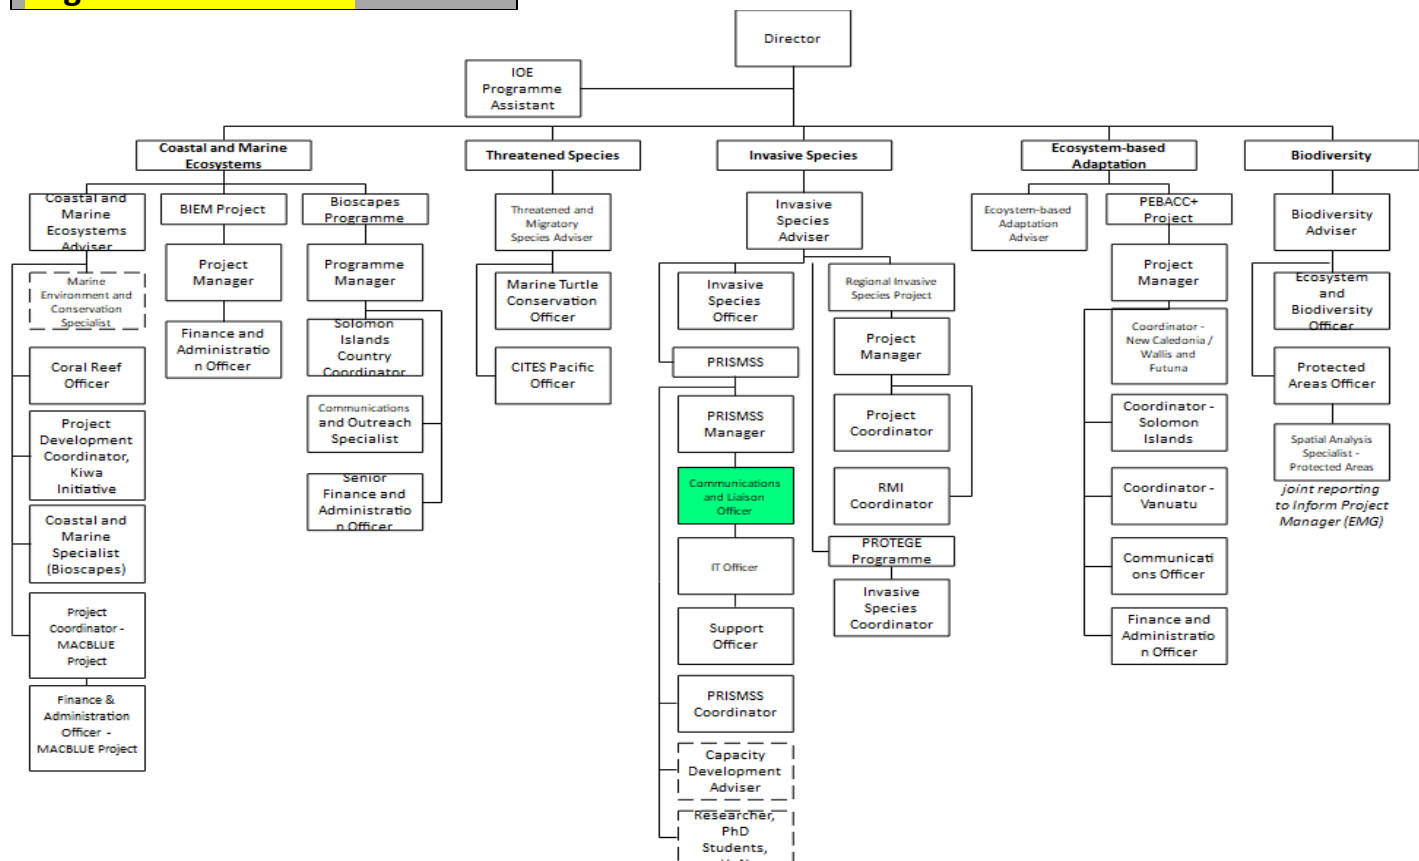 Director
IOE
Programme
Assistant
Coastal and Marine
Ecosystems
Threatened Species
Invasive Species
Ecosystem-based
Adaptation
Biodiversity
Coastal and
Marine
Ecosystems
Adviser
Marine
Environment and
Conservation
Specialist
Coral Reef
Officer
Project
Development
Coordinator,
Kiwa
Initiative
Coastal and
Marine
Specialist
(Bioscapes)
Project
Coordinator -
MACBLUE
Project
Finance &
Administration
Officer -
MACBLUE Project
BIEM Project
Project
Manager
Finance and
Administratio
n Officer
Bioscapes
Programme
Programme
Manager
Solomon
Islands
Country
Coordinator
Communications
and Outreach
Specialist
Senior
Finance and
Administratio
n Officer
Threatened and
Migratory
Species Adviser
Marine Turtle
Conservation
Officer
CITES Pacific
Officer
Invasive
Species
Adviser
Invasive
Species
Officer
PRISMSS
PRISMSS
Manager
Communications
and Liaison
Officer
IT Officer
Support
Officer
PRISMSS
Coordinator
Capacity
Development
Adviser
Researcher,
PhD
Students,
Regional Invasive
Species Project
Project
Manager
Project
Coordinator
RMI
Coordinator
PROTEGE
Programme
Invasive
Species
Coordinator
Ecoystem-based
Adaptation
Adviser
PEBACC+
Project
Project
Manager
Coordinator -
New Caledonia /
Wallis and
Futuna
Coordinator -
Solomon
Islands
Coordinator -
Vanuatu
Communicati
ons Officer
Finance and
Administratio
n Officer
Biodiversity
Adviser
Ecosystem
and
Biodiversity
Officer
Protected
Areas Officer
Spatial Analysis
Specialist -
Protected Areas
joint reporting
to Inform Project
Manager (EMG)